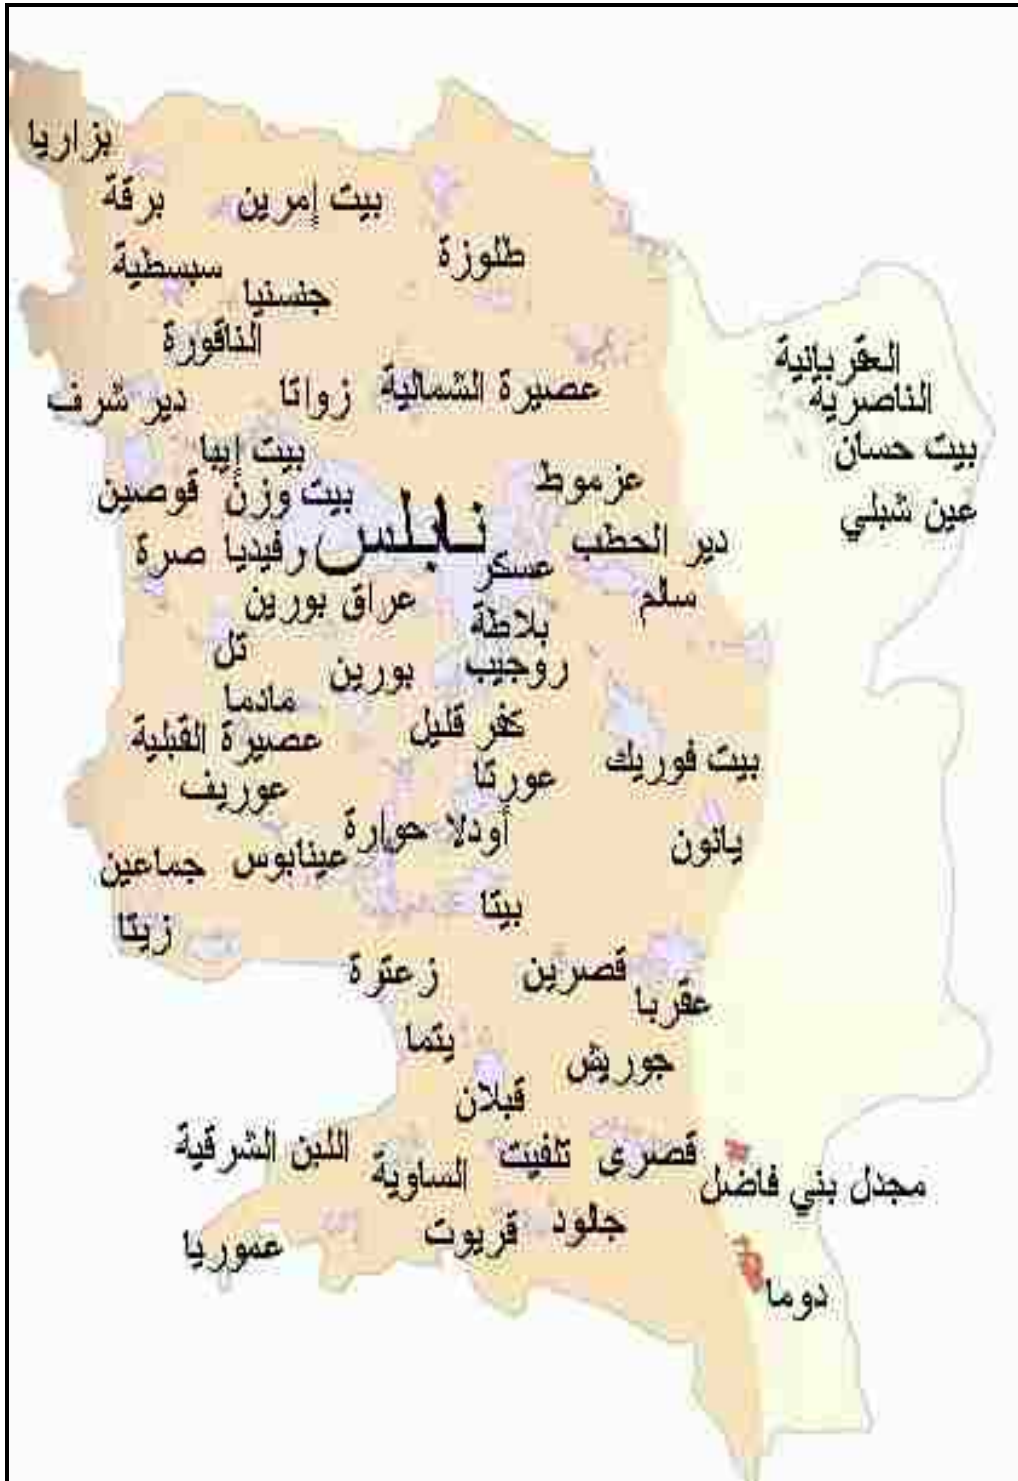 بزاريا
برقة
بيت إمرين
طلوزة
سبسطية
جنسنيا
الناقورة
العقربانية
الناصرية
عصيرة الشمالية
زواتا
دير شرف
بيت حسان
بيت إيبا
عزموط
بيت وزن
قوصين
عين شبلي
نابلس
دير الحطب
عسكر
رفيديا
صرة
سالم
عراق بورين
بلاطة
تل
روجيب
بورين
مادما
كفر قليل
عصيرة القبلية
بيت فوريك
عورتا
عوريف
أودلا
حوارة
يانون
عينابوس
جماعين
بيتا
زيتا
قصرين
زعترة
عقربا
يتما
جوريش
قبلان
اللبن الشرقية
قصرى
تلفيت
الساوية
مجدل بني فاضل
جالود
قريوت
عموريا
دوما